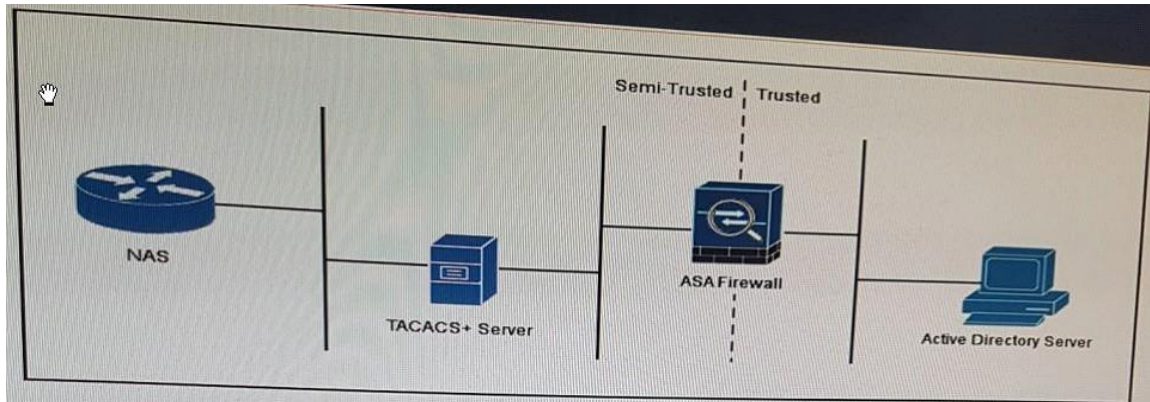 Semi-Trusted Trusted
NAS
TACACS+ Server
ASA Firewall
Active Directory Server